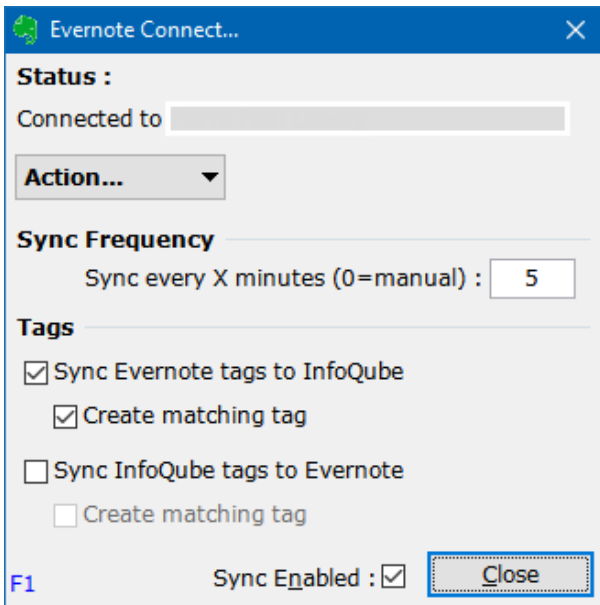 Evernote Connect...
Status :
Connected to
Action...
Sync Frequency
Sync every X minutes (0=manual) : 5
Tags
Sync Evernote tags to InfoQube
Create matching tag
Sync InfoQube tags to Evernote
Create matching tag
F1 Sync Enabled : Close